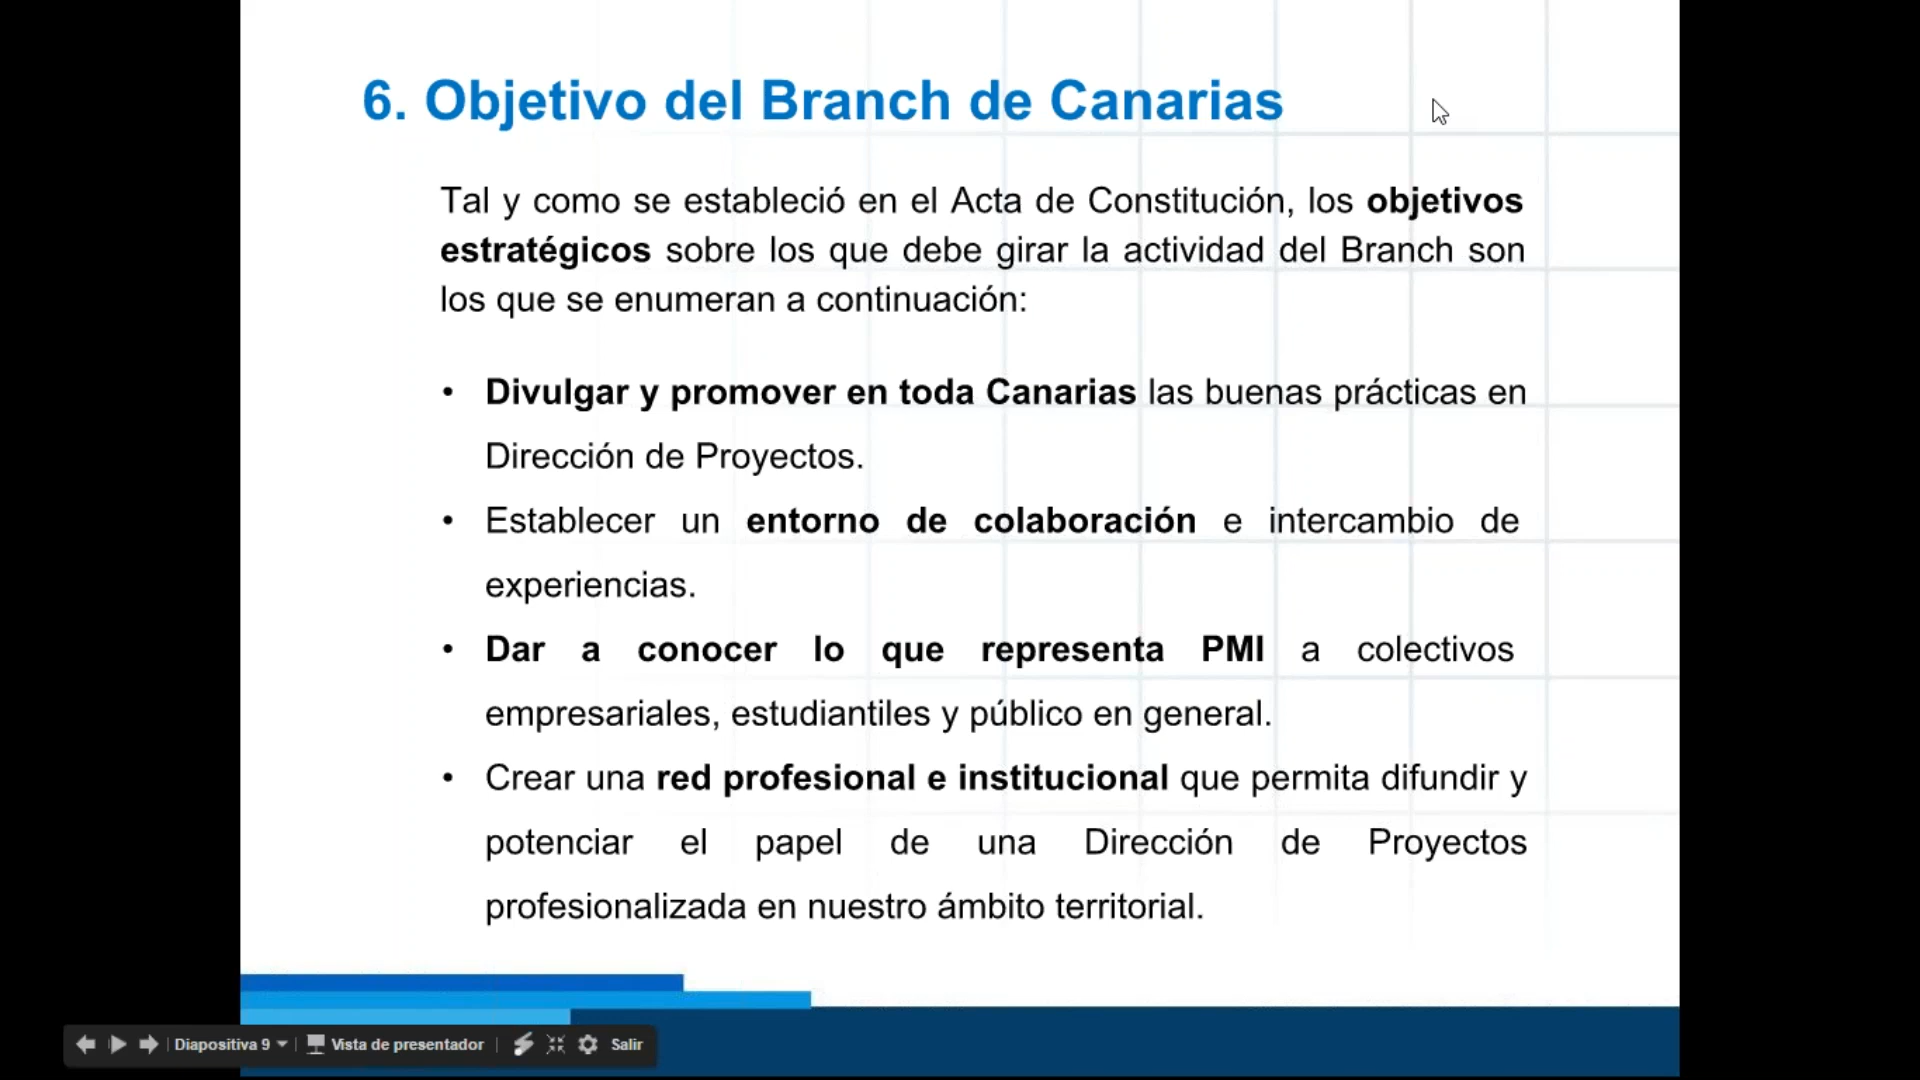 6. Objetivo del Branch de Canarias
Tal y como se estableció en el Acta de Constitución, los objetivos
estratégicos sobre los que debe girar la actividad del Branch son
los que se enumeran a continuación:
• Divulgar y promover en toda Canarias las buenas prácticas en
Dirección de Proyectos.
• Establecer un entorno de colaboración e intercambio de
experiencias.
• Dar a conocer lo que representa PMI a colectivos
empresariales, estudiantiles y público en general.
• Crear una red profesional e institucional que permita difundir y
potenciar el papel de una Dirección de Proyectos
profesionalizada en nuestro ámbito territorial.
Diapositiva 9 Vista de presentador Salir